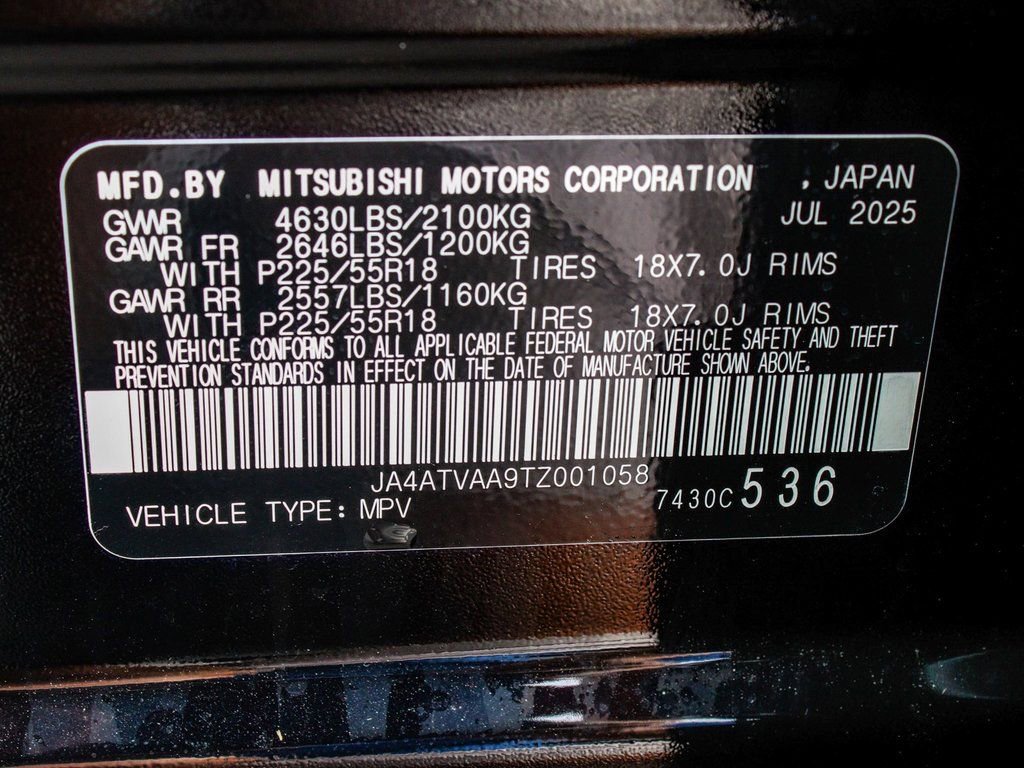 MFD.BY MITSUBISHI MOTORS CORPORATION , JAPAN
GVWR 4630LBS/2100KG JUL 2025
GAWR FR 2646LBS/1200KG
WITH P225/55R18 TIRES 18X7.0J RIMS
GAWR RR 2557LBS/1160KG
WITH P225/55R18 TIRES 18X7.0J RIMS
THIS VEHICLE CONFORMS TO ALL APPLICABLE FEDERAL MOTOR VEHICLE SAFETY AND THEFT
PREVENTION STANDARDS IN EFFECT ON THE DATE OF MANUFACTURE SHOWN ABOVE.
JA4ATVAA9TZ001058
VEHICLE TYPE: MPV 7430C 536